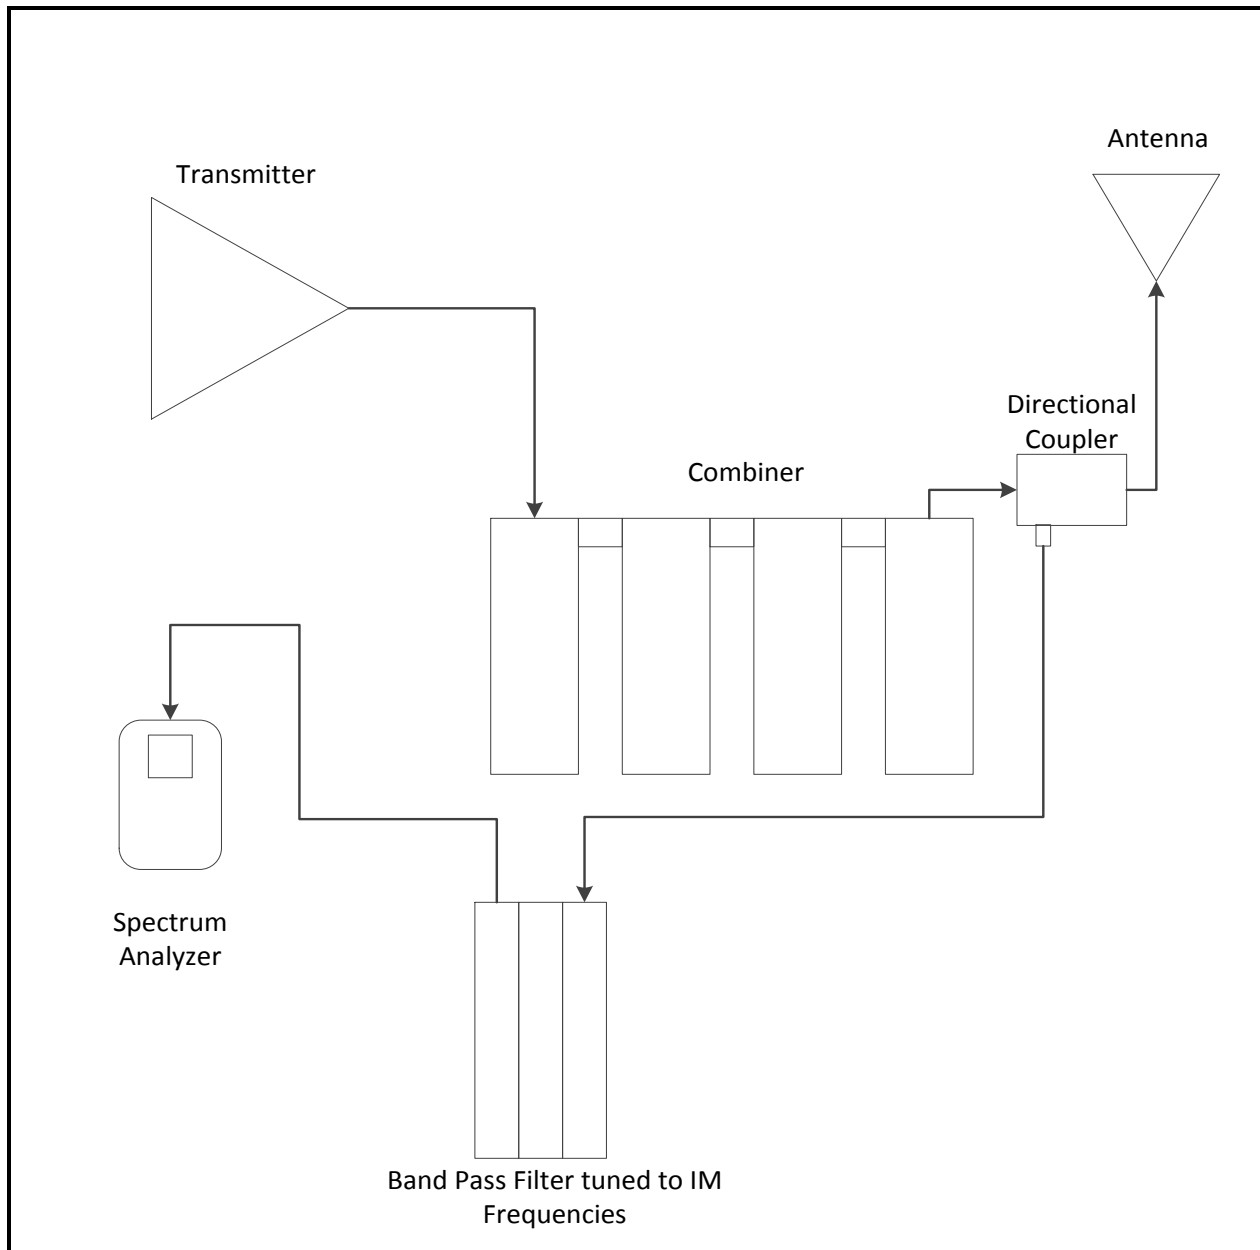 Antenna
Transmitter
Directional
Coupler
Combiner
Spectrum
Analyzer
Band Pass Filter tuned to IM
Frequencies